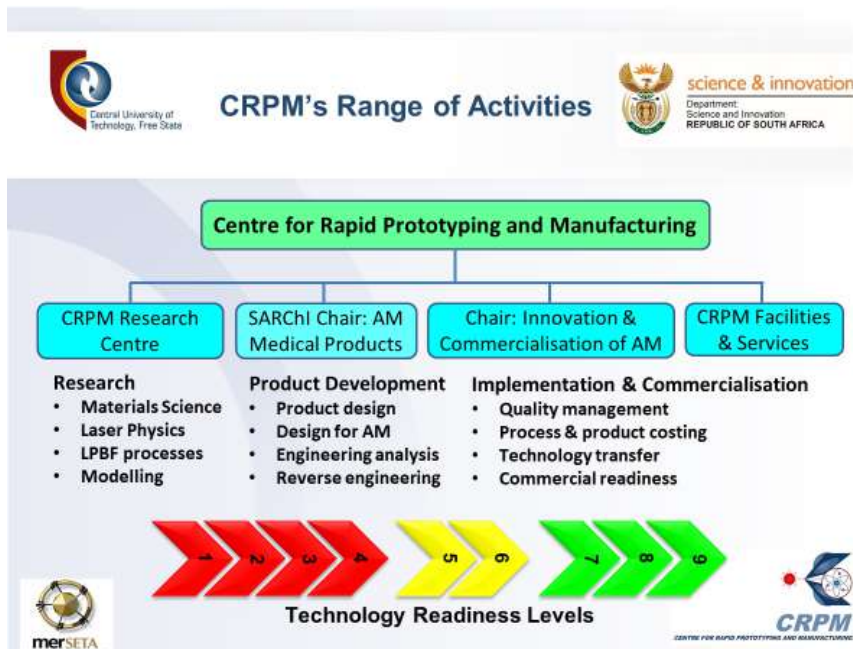 Central University of
Technology, Free State
CRPM's Range of Activities
science & innovation
Department:
Science and Innovation
REPUBLIC OF SOUTH AFRICA
Centre for Rapid Prototyping and Manufacturing
CRPM Research
Centre
SARChI Chair: AM
Medical Products
Chair: Innovation &
Commercialisation of AM
CRPM Facilities
& Services
Research
• Materials Science
• Laser Physics
• LPBF processes
• Modelling
Product Development
• Product design
• Design for AM
• Engineering analysis
• Reverse engineering
Implementation & Commercialisation
• Quality management
• Process & product costing
• Technology transfer
• Commercial readiness
1 2 3 4 5 6 7 8 9
Technology Readiness Levels
merSETA
CRPM
CENTRE FOR RAPID PROTOTYPING AND MANUFACTURING